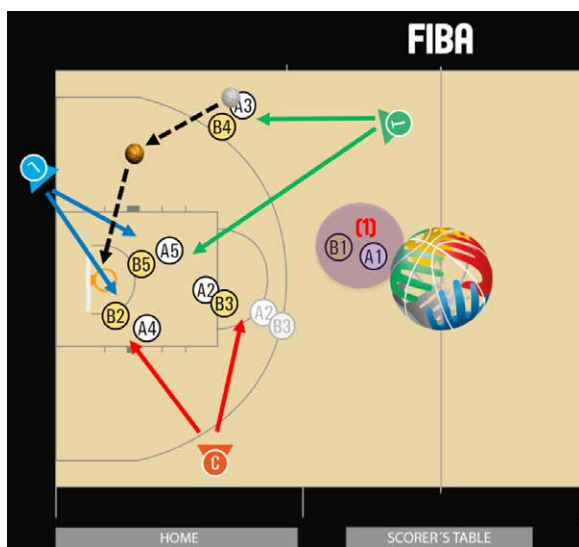 FIBA
A3
B4
T
L
(1)
B1
A1
A5
B5
A2
B3
A2
B3
B2
A4
C
HOME
SCORER´S TABLE